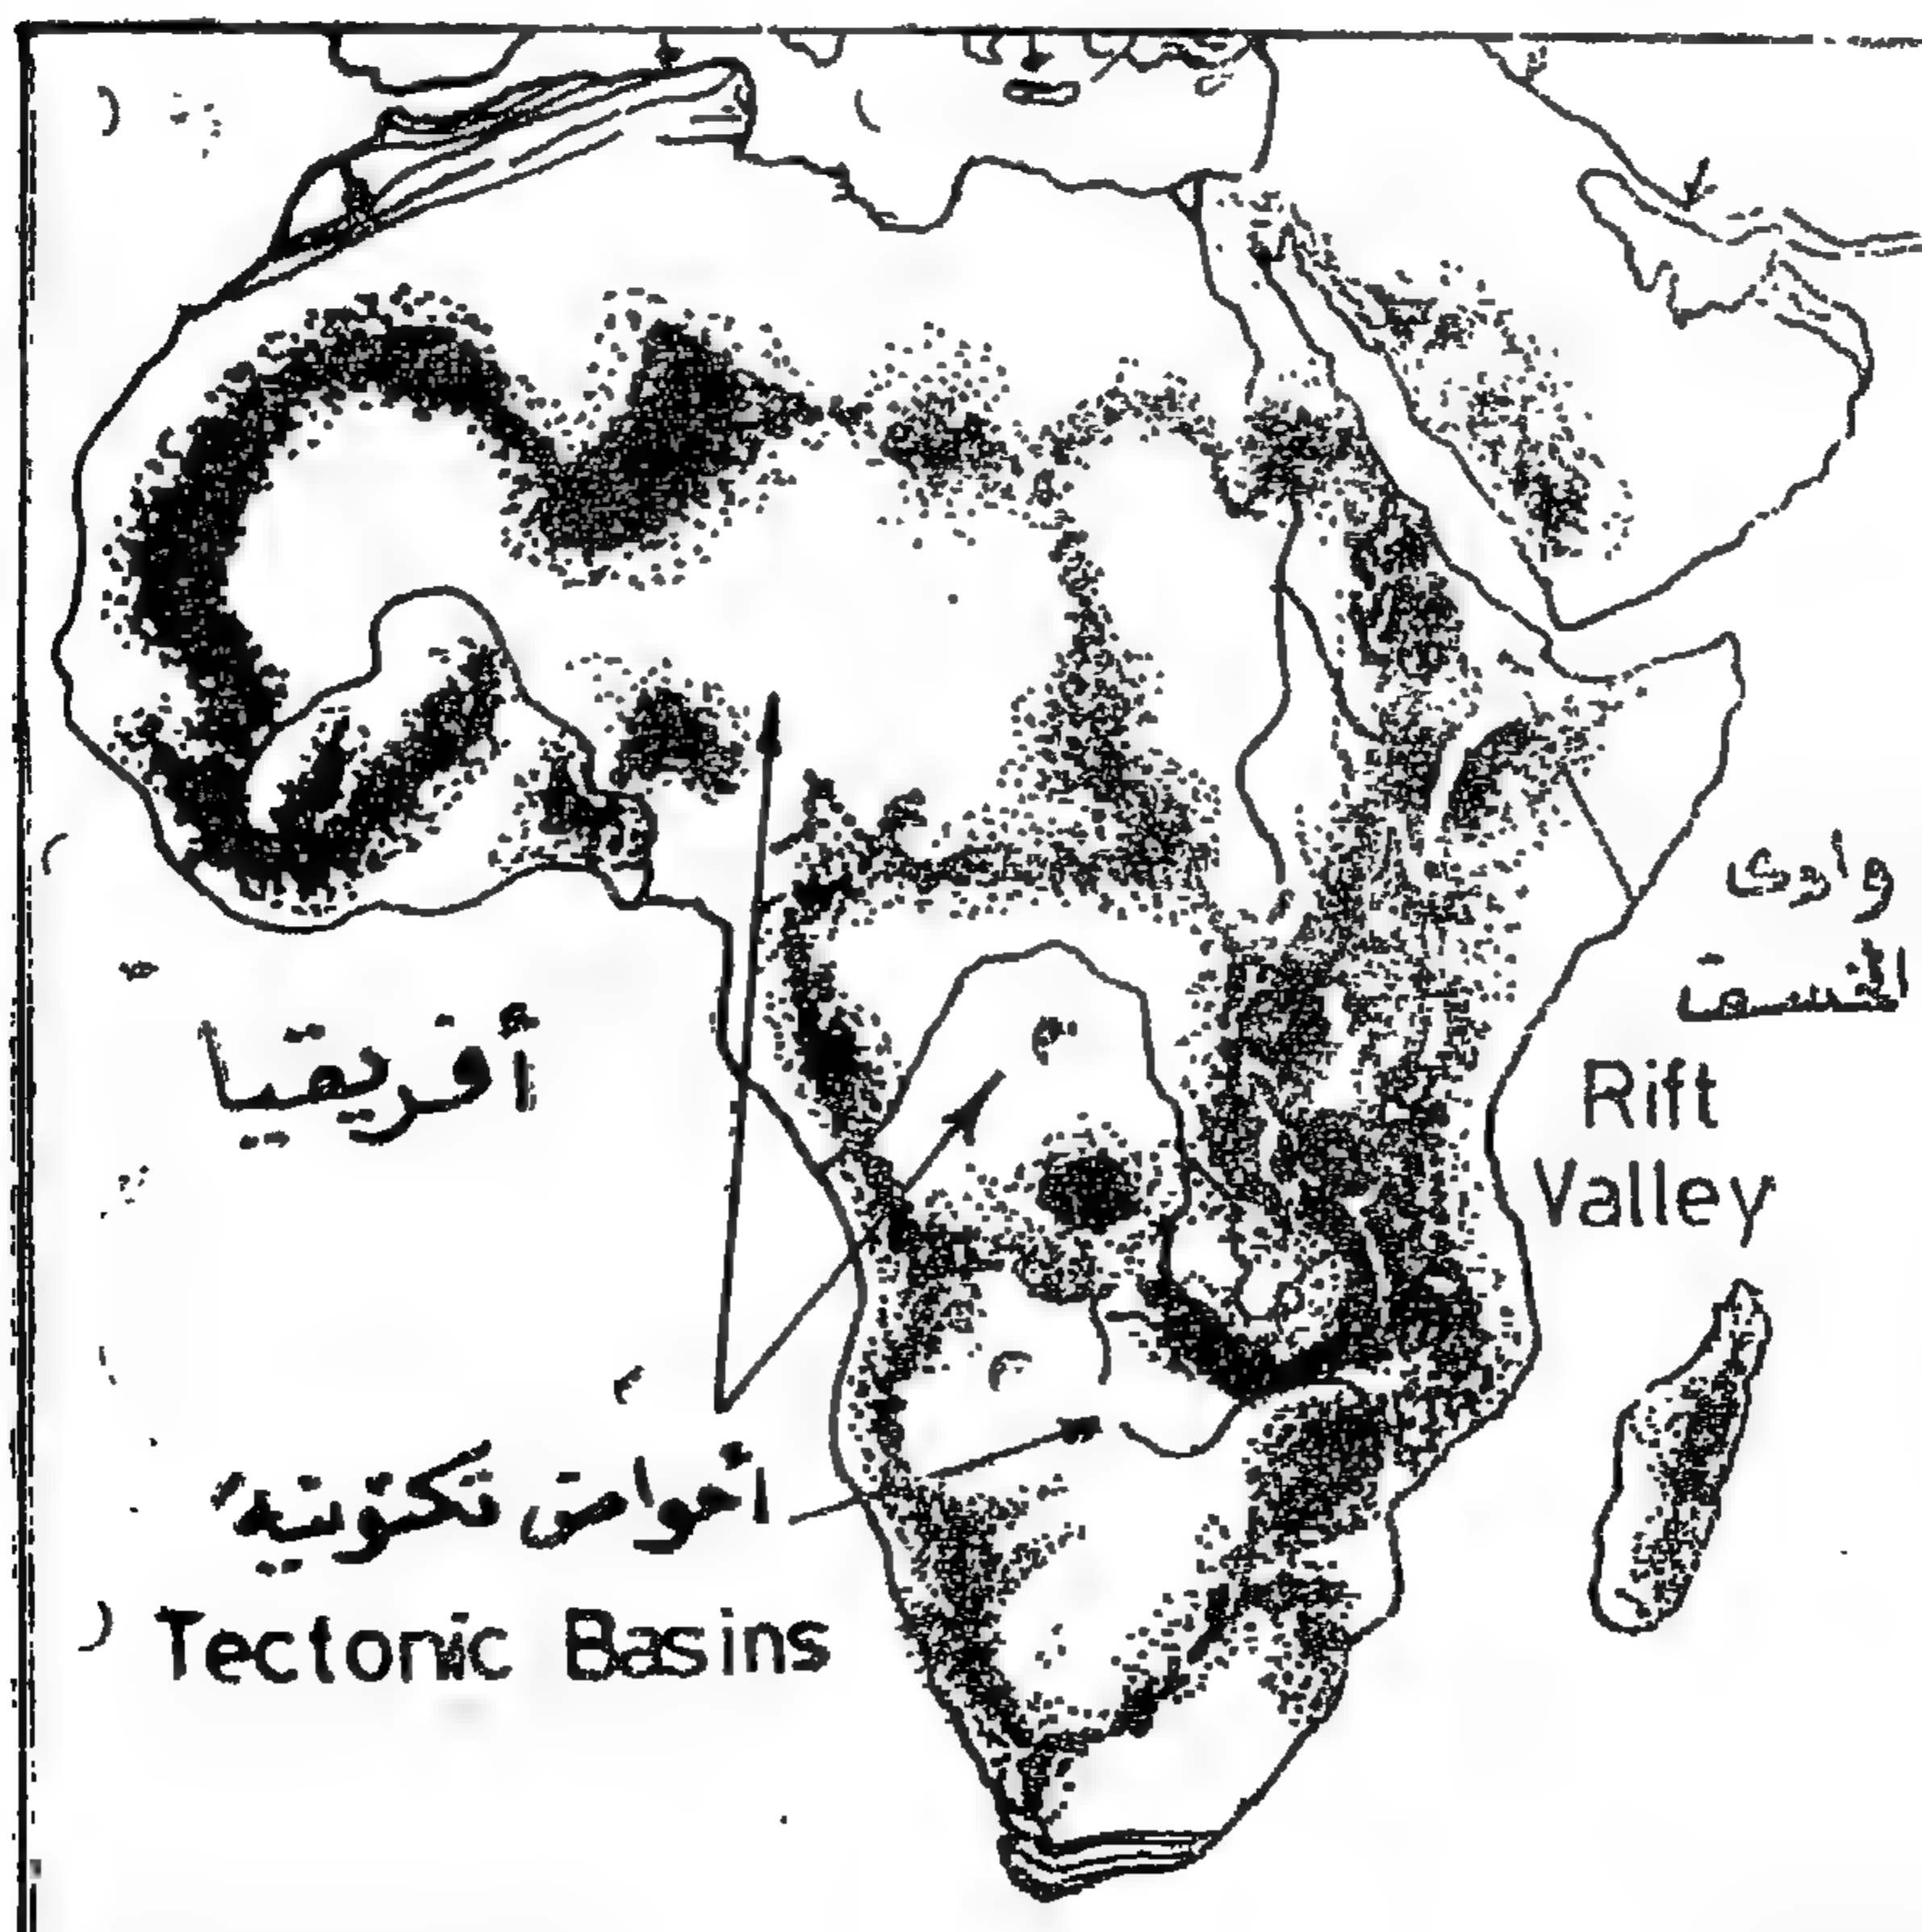 وادى
الخسف
Rift
Valley
أفريقيا
أحواض تكتونية
Tectonic Basins
م
م